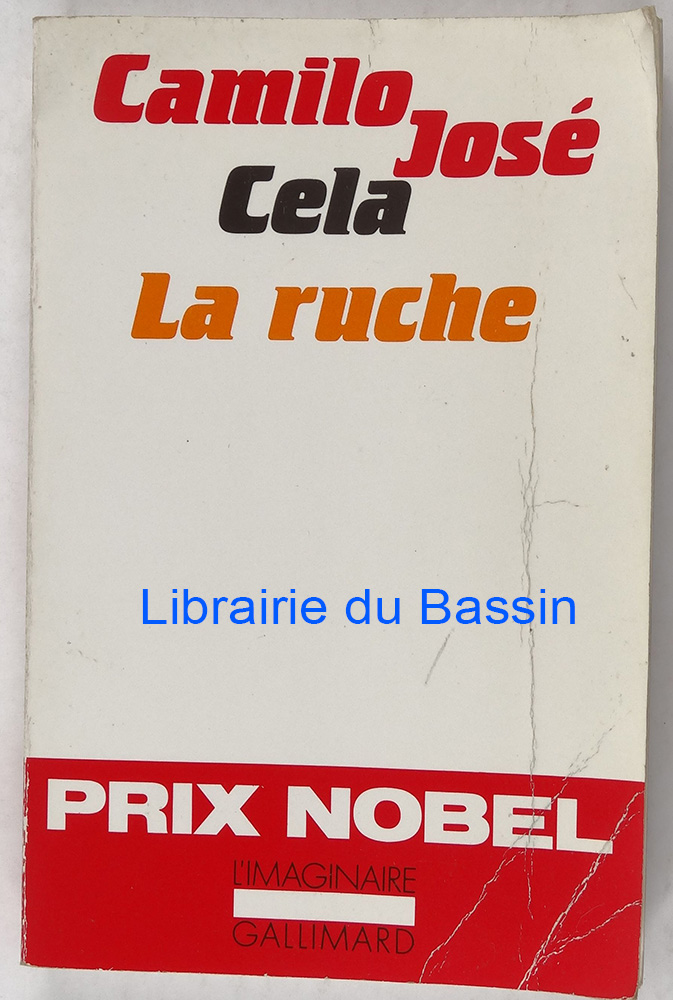 Camilo
José
Cela
La ruche
Librairie du Bassin
PRIX NOBEL
L'IMAGINAIRE
GALLIMARD